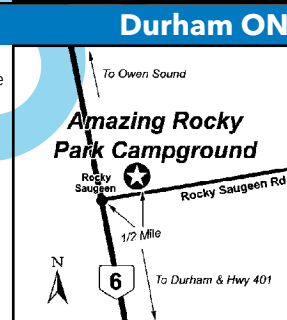 Durham ON
e
To Owen Sound
Amazing Rocky
Park Campground
Rocky
Saugeen
Rocky Saugeen Rd
1/2 Mile
N
6
To Durham & Hwy 401